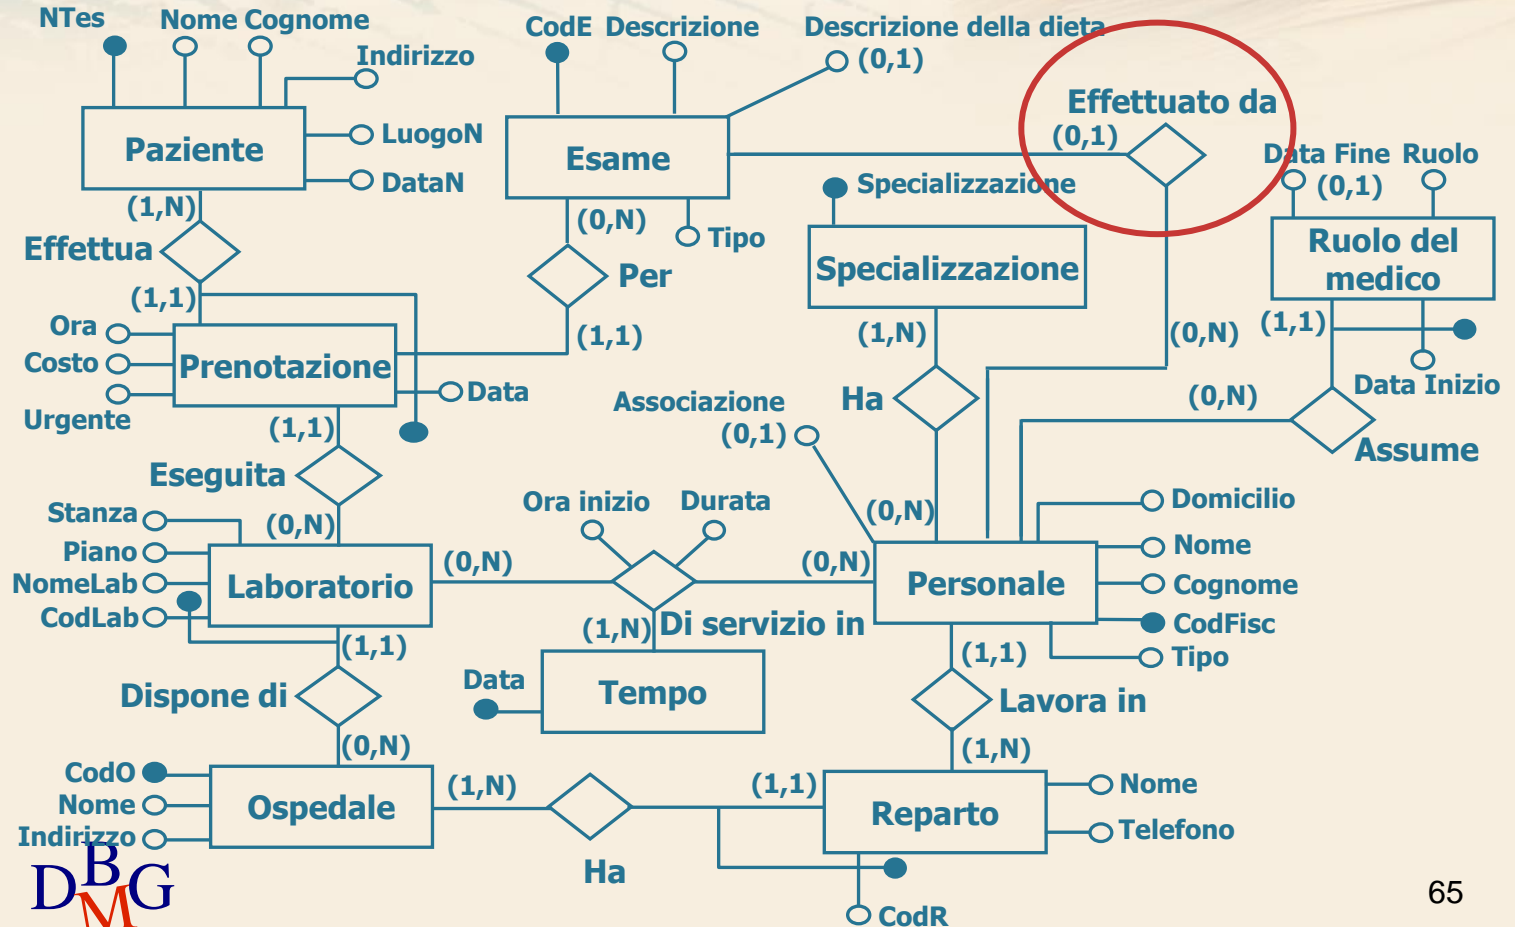 NTes
Nome Cognome
Indirizzo
CodE Descrizione
Descrizione della dieta
(0,1)
Effettuato da
(0,1)
Paziente
LuogoN
DataN
Esame
Data Fine Ruolo
(0,1)
Specializzazione
(1,N)
(0,N)
Tipo
Effettua
Per
Specializzazione
Ruolo del
medico
(1,1)
(1,1)
(1,N)
(0,N)
(1,1)
Ora
Costo
Urgente
Prenotazione
Data
Associazione
(0,1)
Ha
(0,N)
Data Inizio
(1,1)
Assume
Eseguita
Stanza
Piano
NomeLab
CodLab
(0,N)
Ora inizio
Durata
(0,N)
Domicilio
Nome
Cognome
CodFisc
Tipo
Laboratorio
(0,N)
(0,N)
Personale
(1,1)
(1,N)
Di servizio in
(1,1)
Dispone di
Data
Tempo
Lavora in
(0,N)
(1,N)
CodO
Nome
Indirizzo
Ospedale
(1,N)
(1,1)
Reparto
Nome
Telefono
Ha
CodR
DBMG
65